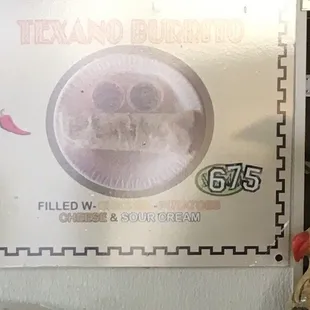 TEXANO BURRITO
675
FILLED W-
CHEESE & SOUR CREAM